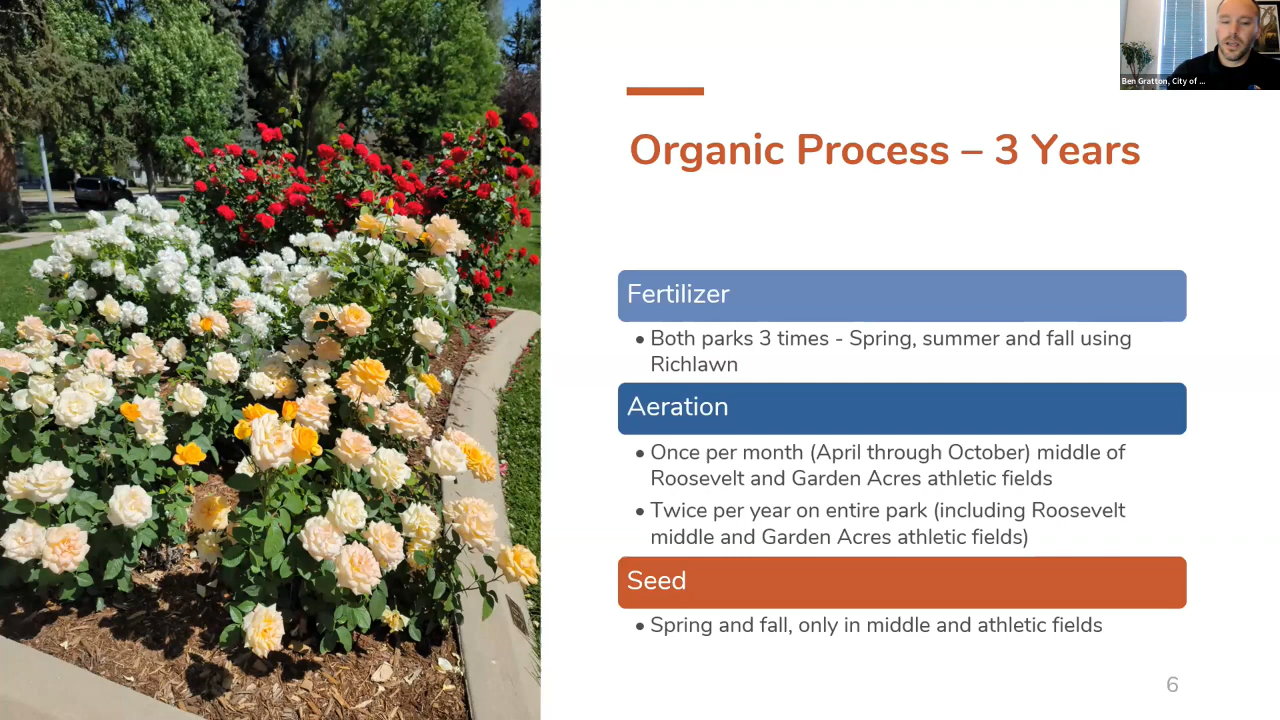 Ben Gratton, City of ...
Organic Process – 3 Years
Fertilizer
• Both parks 3 times - Spring, summer and fall using
Richlawn
Aeration
• Once per month (April through October) middle of
Roosevelt and Garden Acres athletic fields
• Twice per year on entire park (including Roosevelt
middle and Garden Acres athletic fields)
Seed
• Spring and fall, only in middle and athletic fields
6